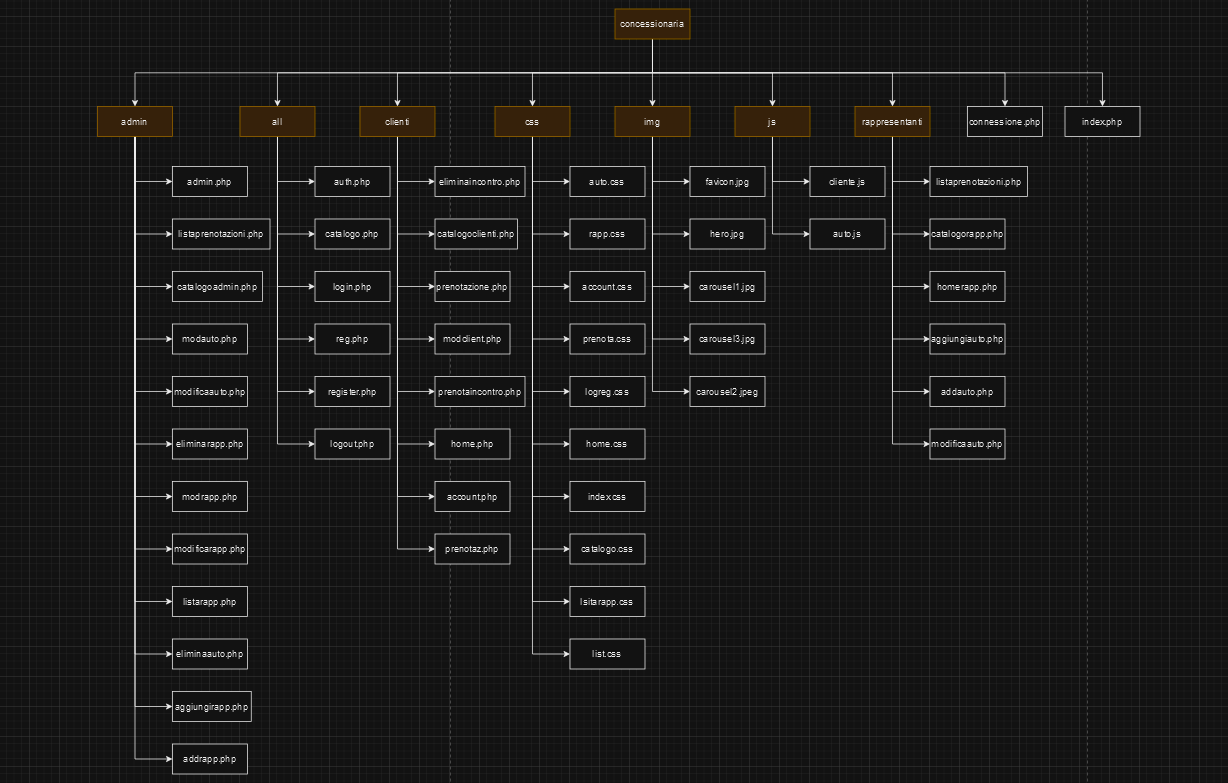 concessionaria
admin
all
clienti
css
img
js
rappresentanti
connessione.php
index.php
admin.php
auth.php
eliminaincontro.php
auto.css
favicon.jpg
cliente.js
listaprenotazioni.php
listaprenotazioni.php
catalogo.php
catalogoclienti.php
rapp.css
hero.jpg
auto.js
catalogorapp.php
catalogoadmin.php
login.php
prenotazione.php
account.css
carousel1.jpg
homerapp.php
modauto.php
reg.php
modclient.php
prenota.css
carousel3.jpg
aggiungiauto.php
modificaauto.php
register.php
prenotaincontro.php
logreg.css
carousel2.jpeg
addauto.php
eliminarapp.php
logout.php
home.php
home.css
modificaauto.php
modrapp.php
account.php
index.css
modificarapp.php
prenotaz.php
catalogo.css
listarapp.php
lsitarapp.css
eliminaauto.php
list.css
aggiungirapp.php
addrapp.php